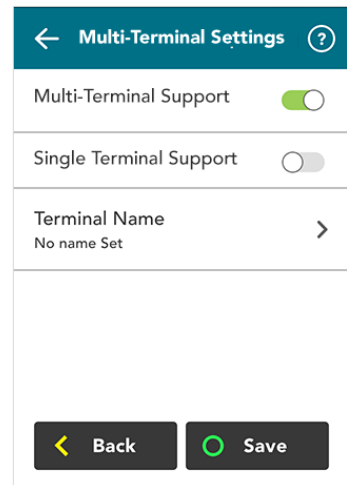 Multi-Terminal Settings ?
Multi-Terminal Support
Single Terminal Support
Terminal Name
No name Set
Back Save